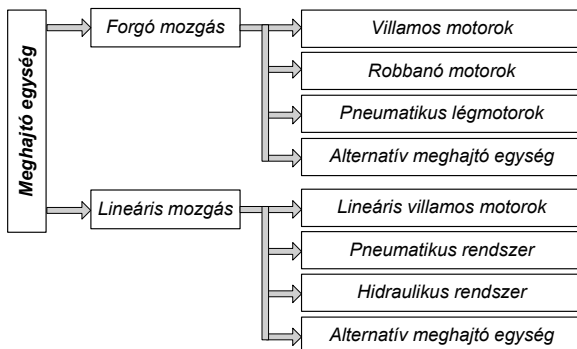 Meghajtó egység
Forgó mozgás
Villamos motorok
Robbanó motorok
Pneumatikus légmotorok
Alternatív meghajtó egység
Lineáris mozgás
Lineáris villamos motorok
Pneumatikus rendszer
Hidraulikus rendszer
Alternatív meghajtó egység